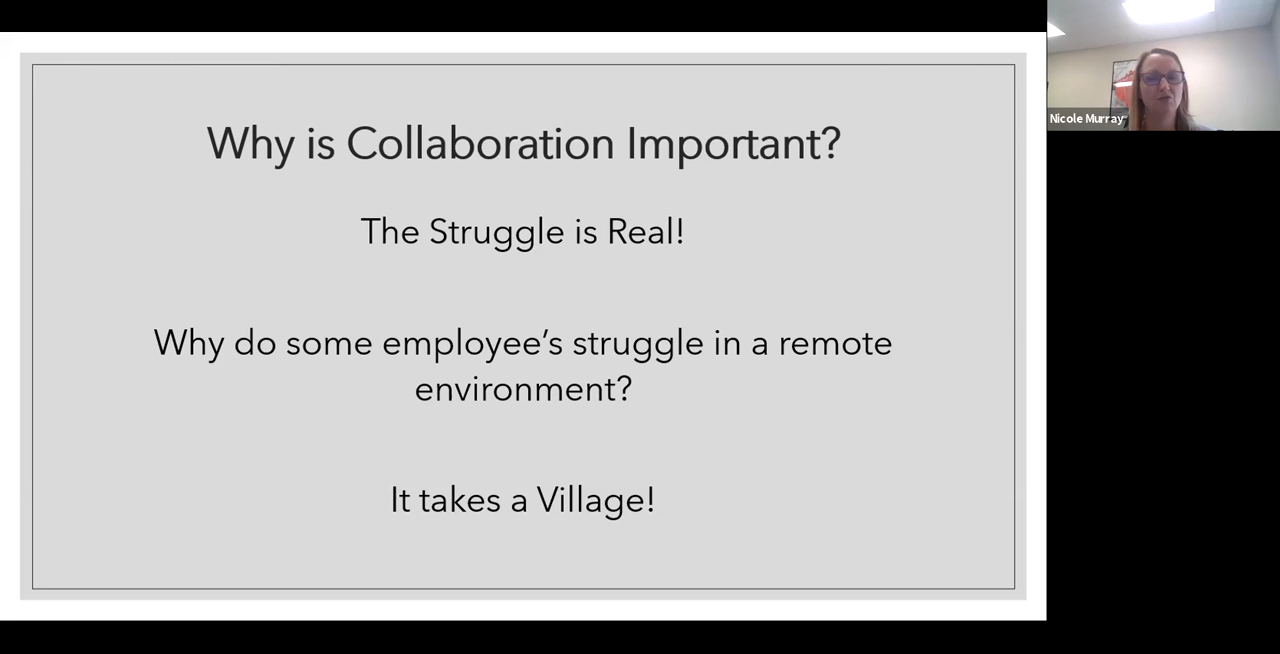 Why is Collaboration Important?
The Struggle is Real!
Why do some employee’s struggle in a remote
environment?
It takes a Village!
Nicole Murray